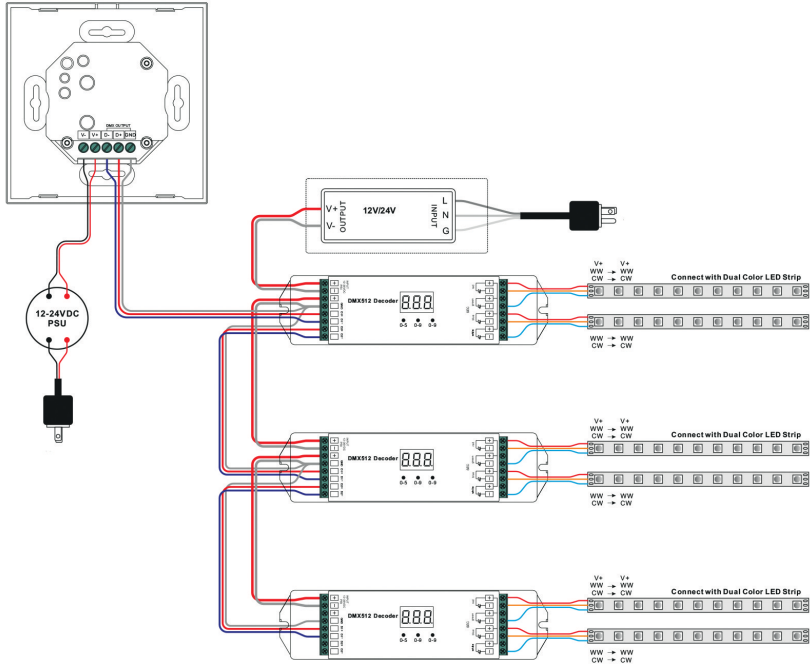 DMX OUTPUT
V- V+ D- D+ GND
12-24VDC
PSU
V+
V-
OUTPUT
12V/24V
INPUT
L
N
G
DMX512 Decoder
0-5 0-9 0-9
V+ V+
WW → WW
CW → CW
Connect with Dual Color LED Strip
WW → WW
CW → CW
DMX512 Decoder
0-5 0-9 0-9
V+ V+
WW → WW
CW → CW
Connect with Dual Color LED Strip
WW → WW
CW → CW
DMX512 Decoder
0-5 0-9 0-9
V+ V+
WW → WW
CW → CW
Connect with Dual Color LED Strip
WW → WW
CW → CW